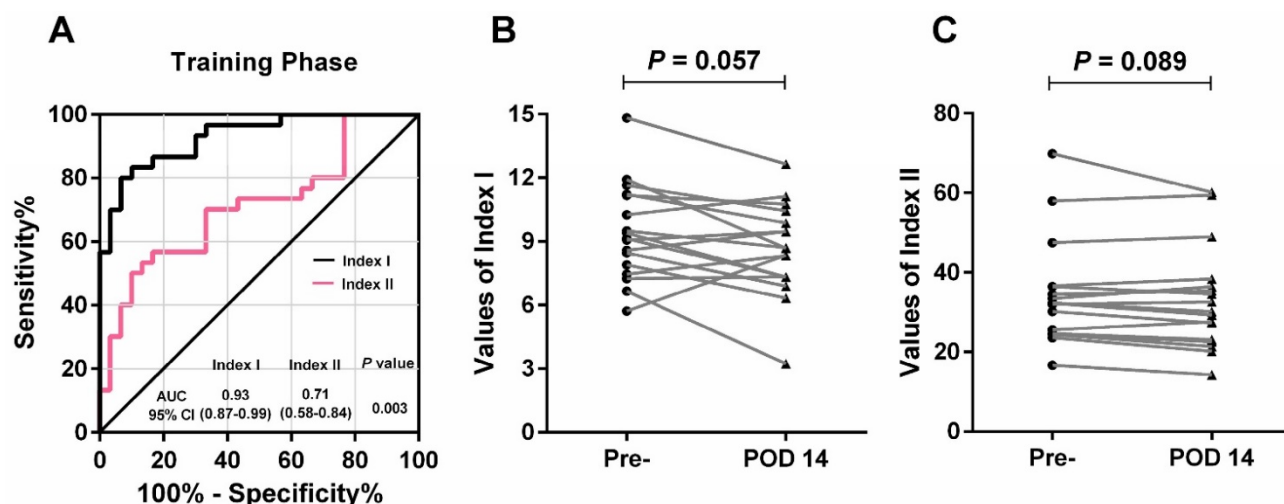 A
Training Phase
Sensitivity%
100
80
60
40
20
0
Index I
Index II
Index I Index II P value
AUC 0.93 0.71
95% CI (0.87-0.99) (0.58-0.84) 0.003
0 20 40 60 80 100
100% - Specificity%
B
P = 0.057
Values of Index I
15
12
9
6
3
0
Pre- POD 14
C
P = 0.089
Values of Index II
80
60
40
20
0
Pre- POD 14